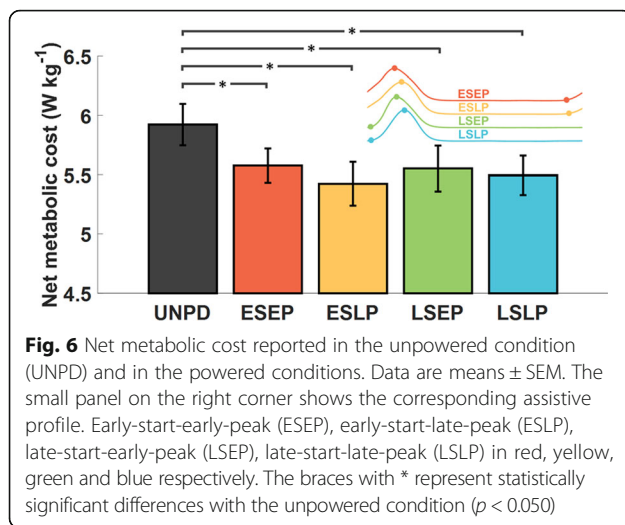 6.5
6
5.5
5
4.5
Net metabolic cost (W kg⁻¹)
*
*
*
*
ESEP
ESLP
LSEP
LSLP
UNPD ESEP ESLP LSEP LSLP
Fig. 6 Net metabolic cost reported in the unpowered condition
(UNPD) and in the powered conditions. Data are means ± SEM. The
small panel on the right corner shows the corresponding assistive
profile. Early-start-early-peak (ESEP), early-start-late-peak (ESLP),
late-start-early-peak (LSEP), late-start-late-peak (LSLP) in red, yellow,
green and blue respectively. The braces with * represent statistically
significant differences with the unpowered condition (p < 0.050)